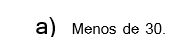 a) Menos de 30.